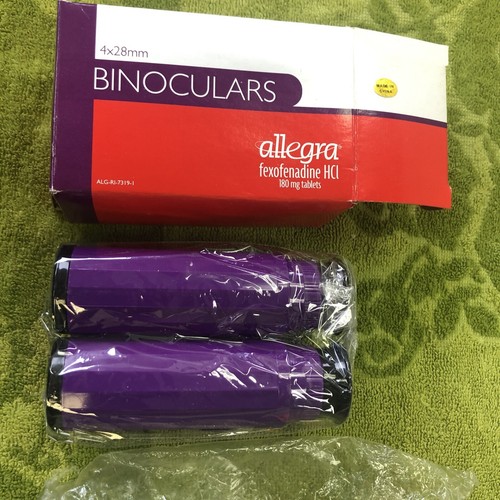 4x28mm
BINOCULARS
MADE IN
CHINA
allegra
fexofenadine HCl
180 mg tablets
ALG-RI-7319-1